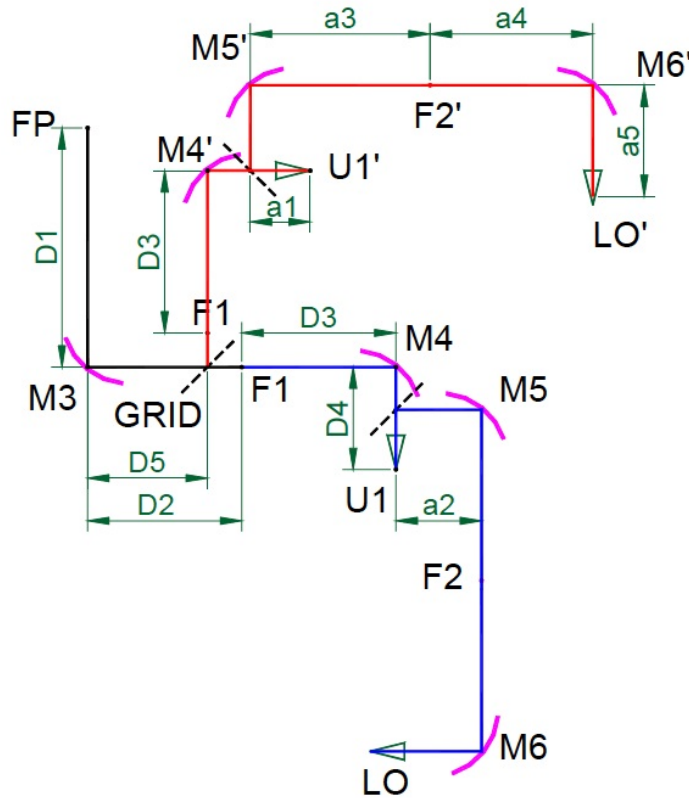 a3
a4
M5'
M6'
F2'
FP
M4'
U1'
a5
a1
LO'
D1
D3
F1
D3
M4
M3
GRID
F1
M5
D4
D5
U1
D2
a2
F2
M6
LO